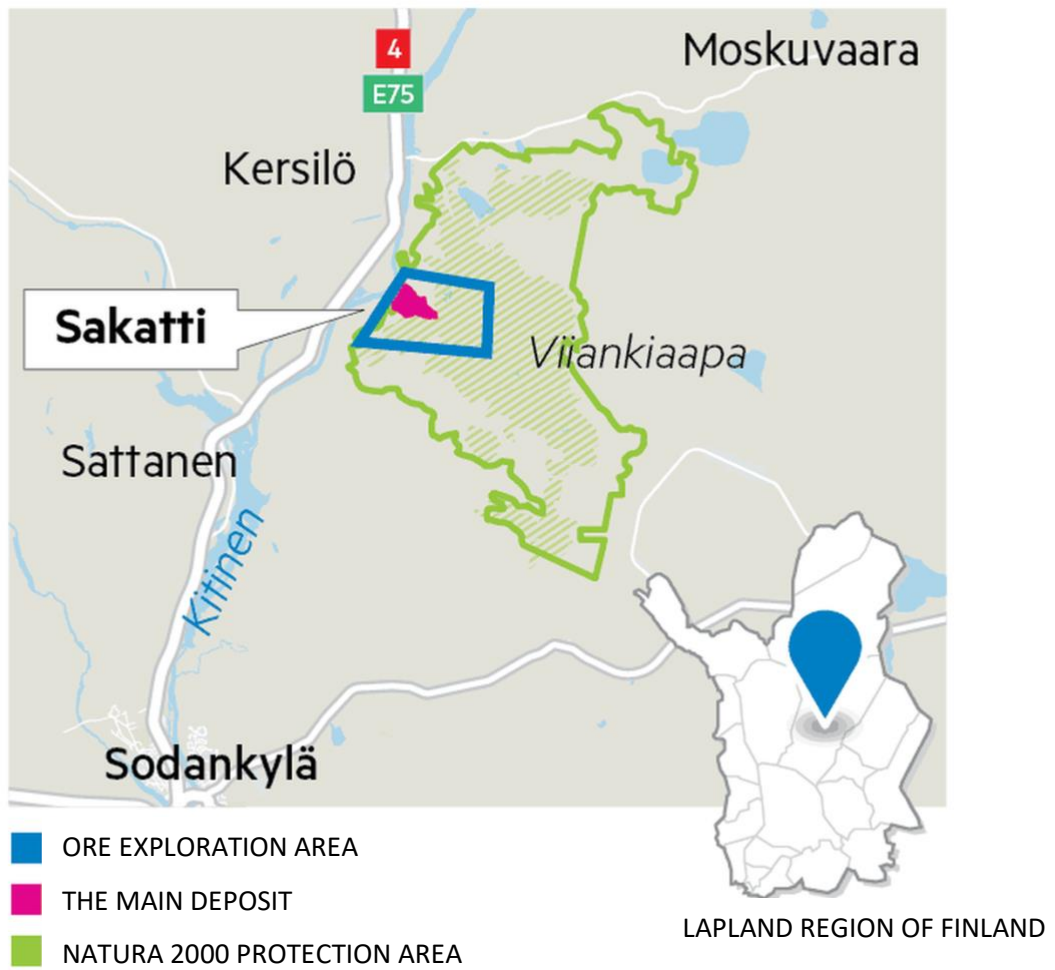 4
E75
Moskuvaara
Kersilö
Sakatti
Viiankiaapa
Sattanen
Kitinen
Sodankylä
ORE EXPLORATION AREA
THE MAIN DEPOSIT
NATURA 2000 PROTECTION AREA
LAPLAND REGION OF FINLAND